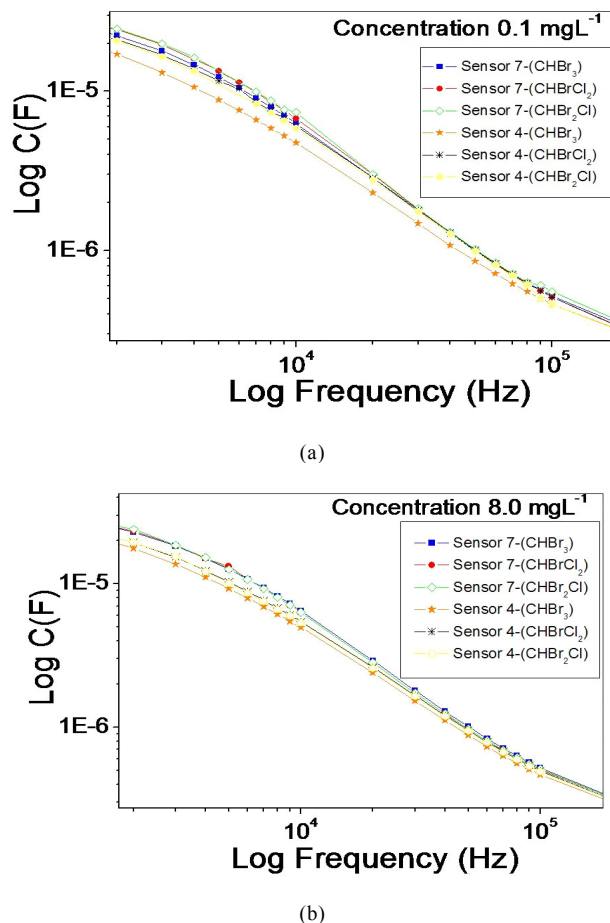 Concentration 0.1 mgL⁻¹
Sensor 7-(CHBr₃)
Sensor 7-(CHBrCl₂)
Sensor 7-(CHBr₂Cl)
Sensor 4-(CHBr₃)
Sensor 4-(CHBrCl₂)
Sensor 4-(CHBr₂Cl)
Log C(F)
1E-5
1E-6
10⁴
10⁵
Log Frequency (Hz)
(a)
Concentration 8.0 mgL⁻¹
Sensor 7-(CHBr₃)
Sensor 7-(CHBrCl₂)
Sensor 7-(CHBr₂Cl)
Sensor 4-(CHBr₃)
Sensor 4-(CHBrCl₂)
Sensor 4-(CHBr₂Cl)
Log C(F)
1E-5
1E-6
10⁴
10⁵
Log Frequency (Hz)
(b)